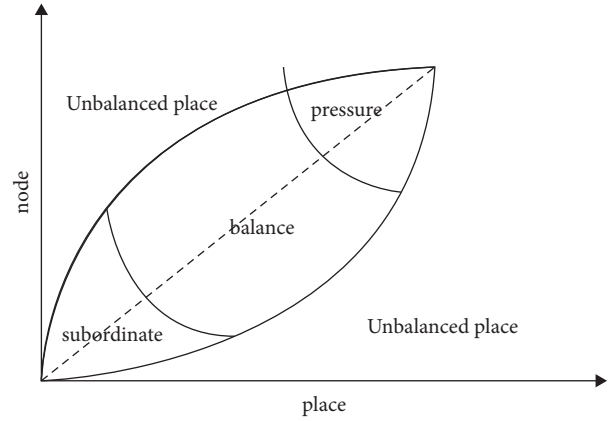 Unbalanced place
pressure
node
balance
subordinate
Unbalanced place
place